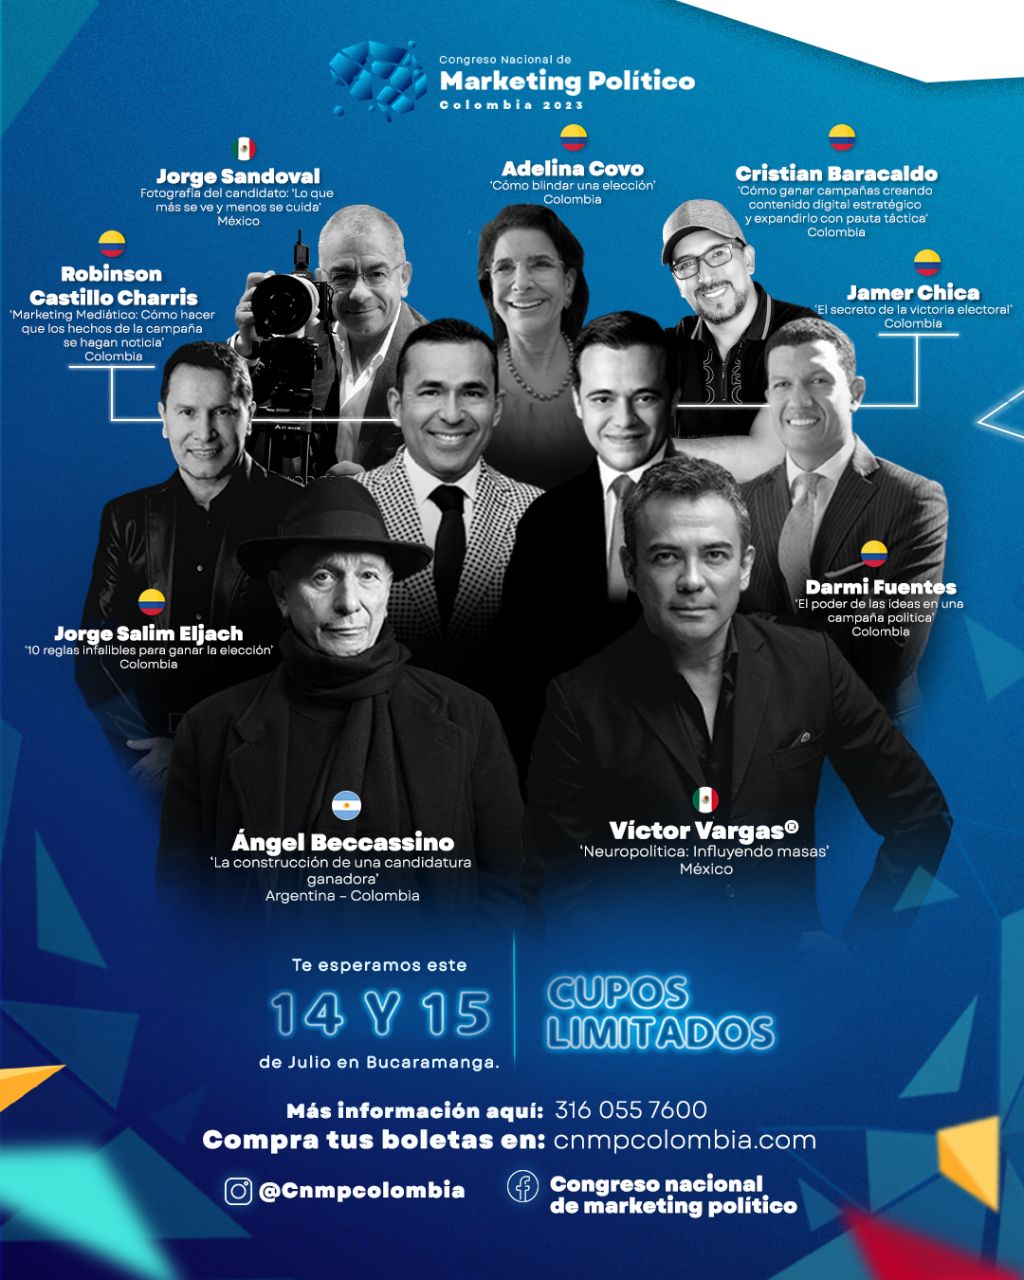 Congreso Nacional de
Marketing Político
Colombia 2023
Jorge Sandoval
Fotografía del candidato: 'Lo que
más se ve y menos se cuida'
México
Adelina Covo
'Cómo blindar una elección'
Colombia
Cristian Baracaldo
'Cómo ganar campañas creando
contenido digital estratégico
y expandirlo con pauta táctica'
Colombia
Robinson
Castillo Charris
'Marketing Mediático: Cómo hacer
que los hechos de la campaña
se hagan noticia'
Colombia
Jamer Chica
'El secreto de la victoria electoral'
Colombia
Darmi Fuentes
'El poder de las ideas en una
campaña política'
Colombia
Jorge Salim Eljach
'10 reglas infalibles para ganar la elección'
Colombia
Ángel Beccassino
'La construcción de una candidatura
ganadora'
Argentina – Colombia
Víctor Vargas®
'Neuropolítica: Influyendo masas'
México
Te esperamos este
14 Y 15
de Julio en Bucaramanga.
CUPOS
LIMITADOS
Más información aquí: 316 055 7600
Compra tus boletas en: cnmpcolombia.com
@Cnmpcolombia
Congreso nacional
de marketing político